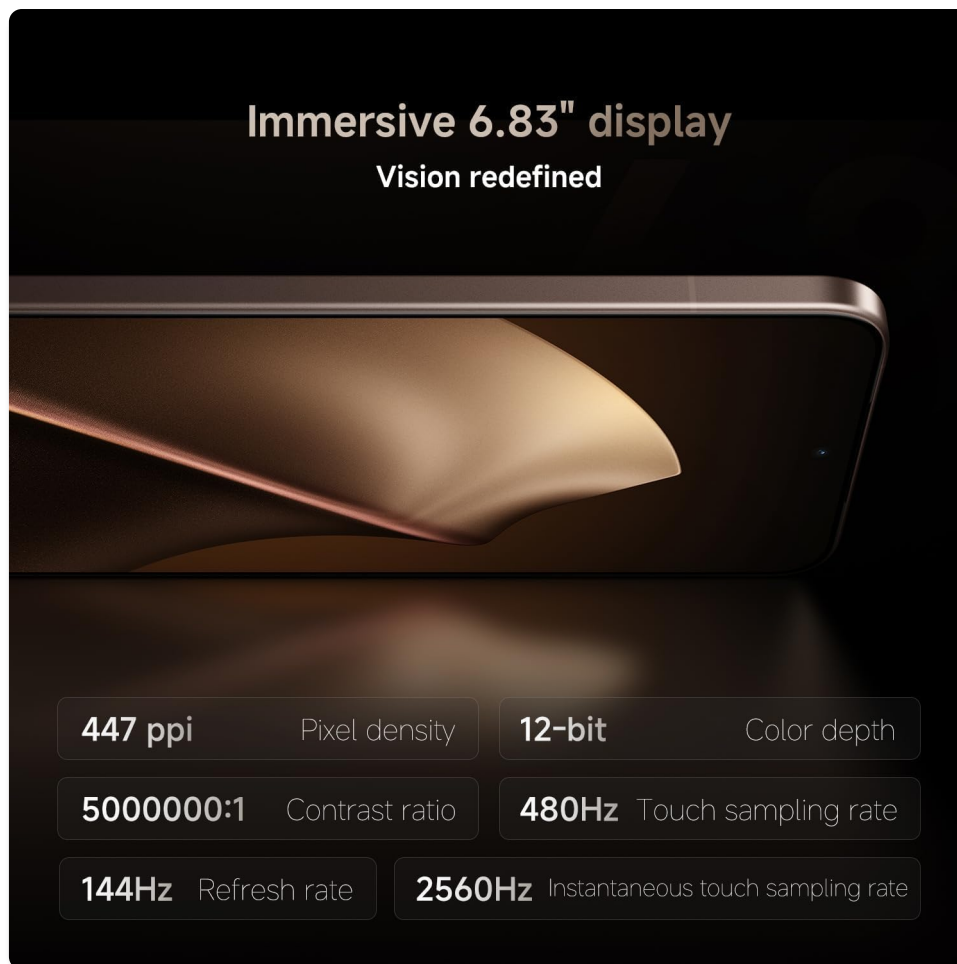 Immersive 6.83" display
Vision redefined
447 ppi Pixel density
12-bit Color depth
5000000:1 Contrast ratio
480Hz Touch sampling rate
144Hz Refresh rate
2560Hz Instantaneous touch sampling rate